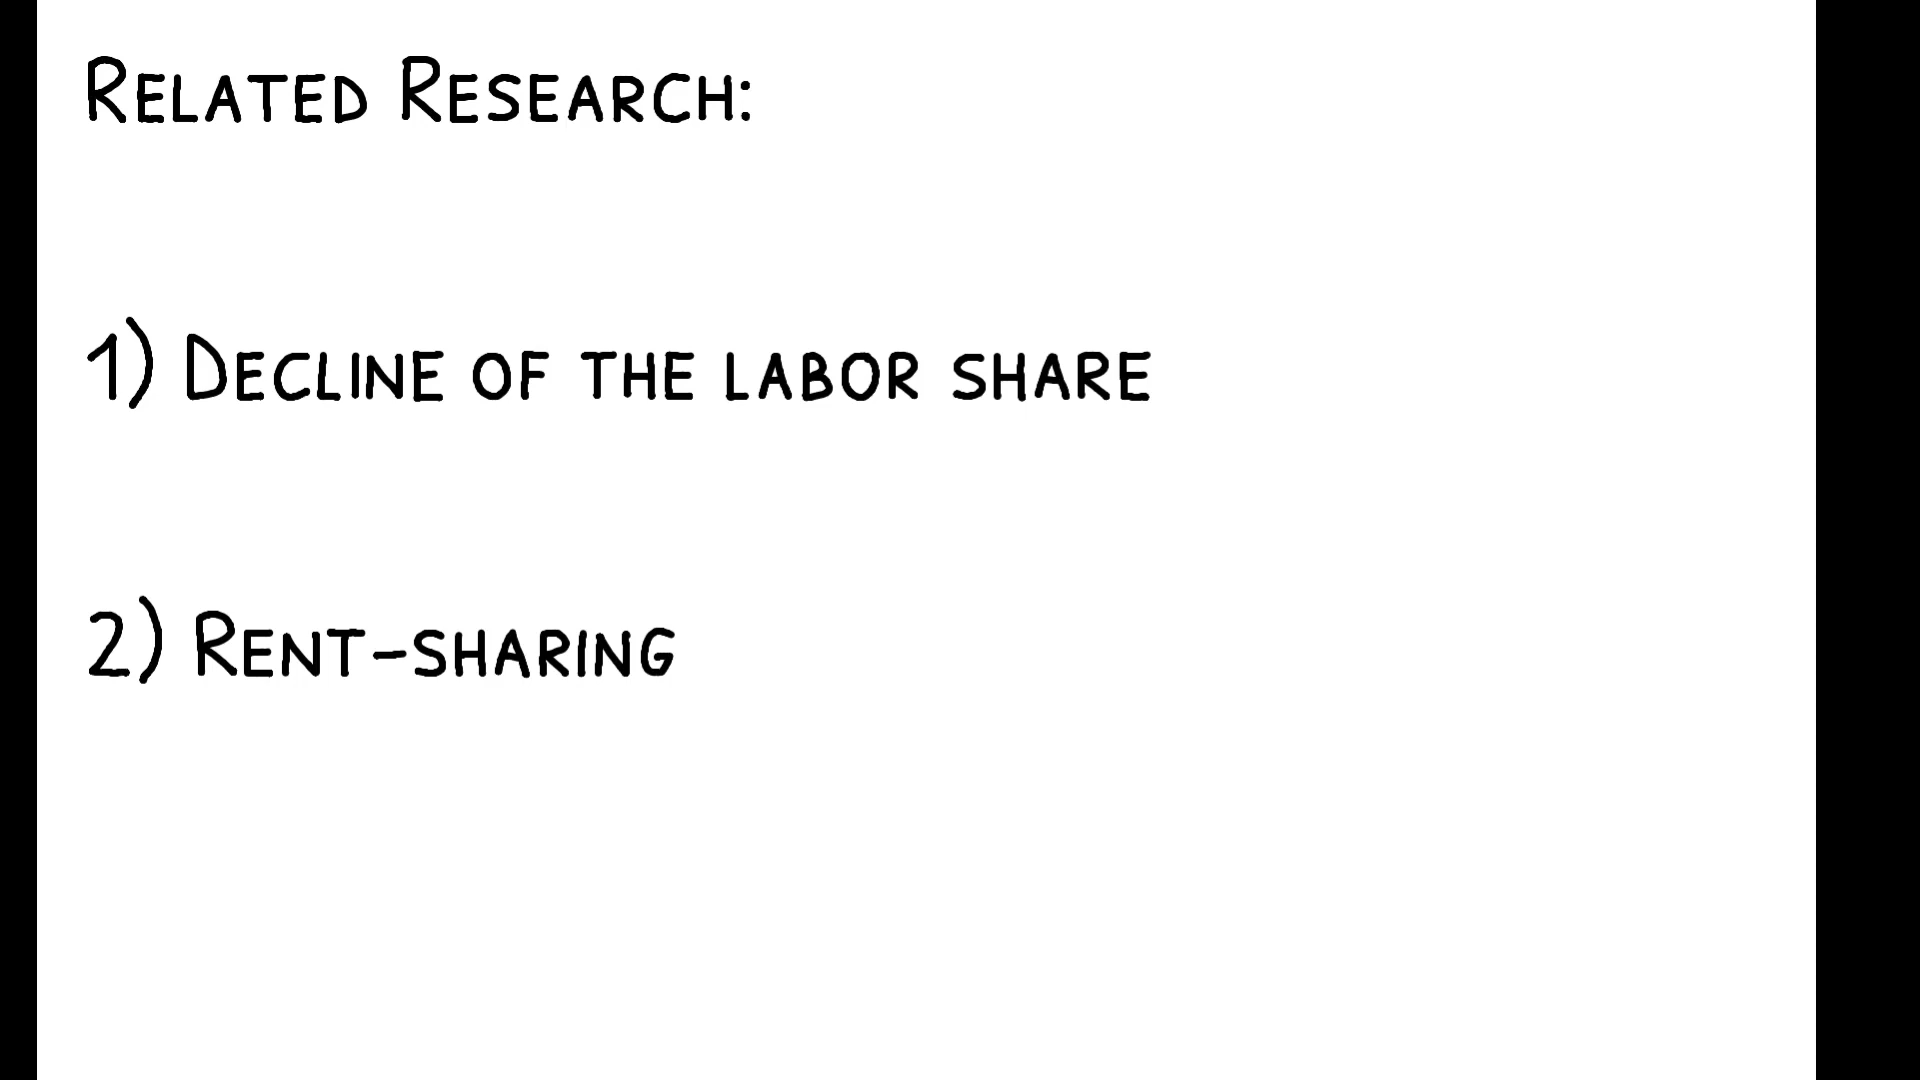 Related Research:
1) Decline of the labor share
2) Rent-sharing